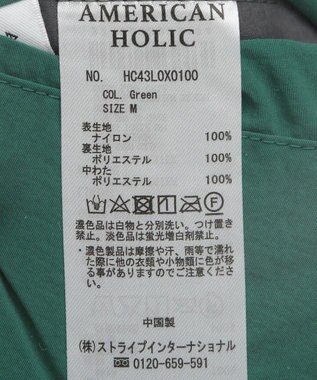 AMERICAN
HOLIC
NO. HC43L0X0100
COL. Green
SIZE M
表生地
ナイロン 100%
裏生地
ポリエステル 100%
中わた
ポリエステル 100%
濃色品は白物と分別洗い。つけ置き
禁止。淡色品は蛍光増白剤禁止。
・濃色製品は摩擦や汗、雨等で濡れ
た際に他の衣類や小物類に色が移
る事がありますのでご注意くださ
い。
中国製
(株)ストライプインターナショナル
0120-659-591